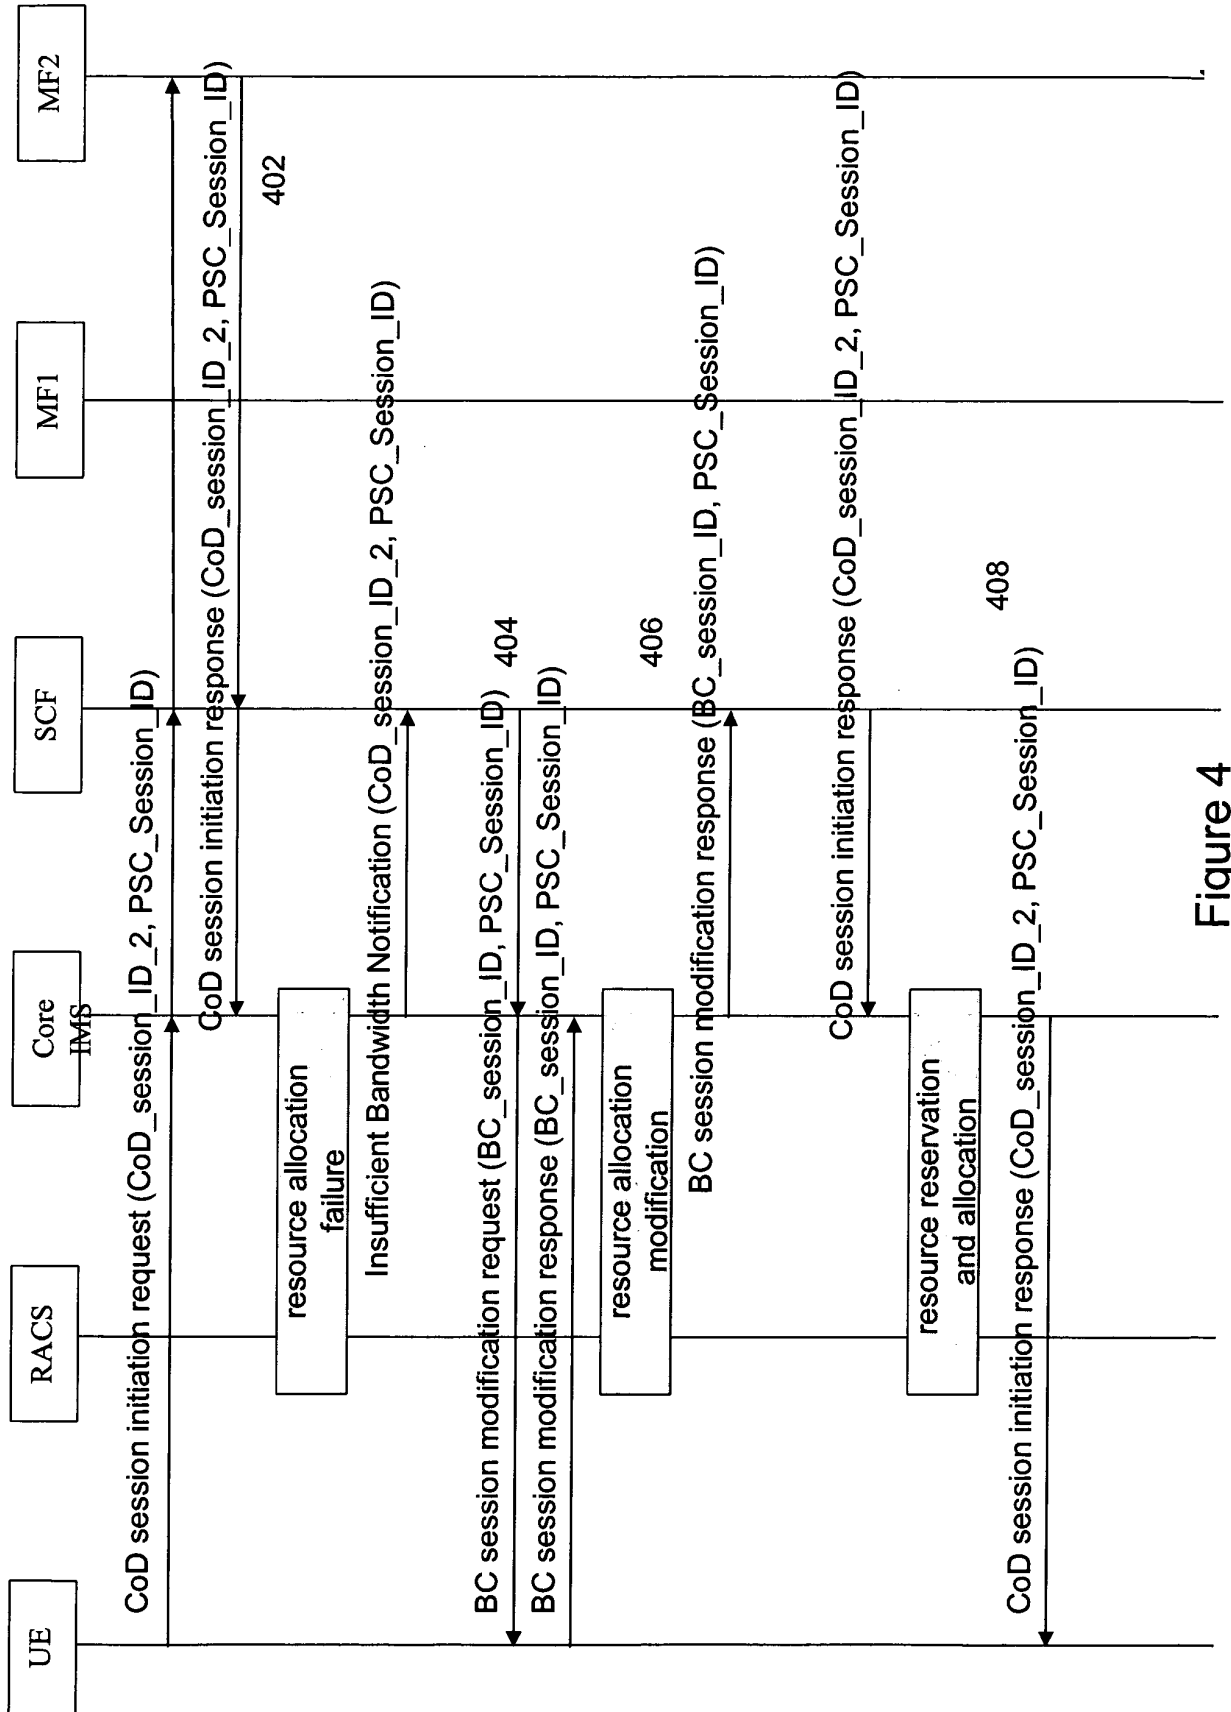 UE
RACS
Core
IMS
SCF
MF1
MF2
CoD session initiation request (CoD_session_ID_2, PSC_Session_ID)
CoD session initiation response (CoD_session_ID_2, PSC_Session_ID)
402
resource allocation
failure
Insufficient Bandwidth Notification (CoD_session_ID_2, PSC_Session_ID)
BC session modification request (BC_session_ID, PSC_Session_ID)
404
BC session modification response (BC_session_ID, PSC_Session_ID)
resource allocation
modification
406
BC session modification response (BC_session_ID, PSC_Session_ID)
CoD session initiation response (CoD_session_ID_2, PSC_Session_ID)
resource reservation
and allocation
408
CoD session initiation response (CoD_session_ID_2, PSC_Session_ID)
Figure 4